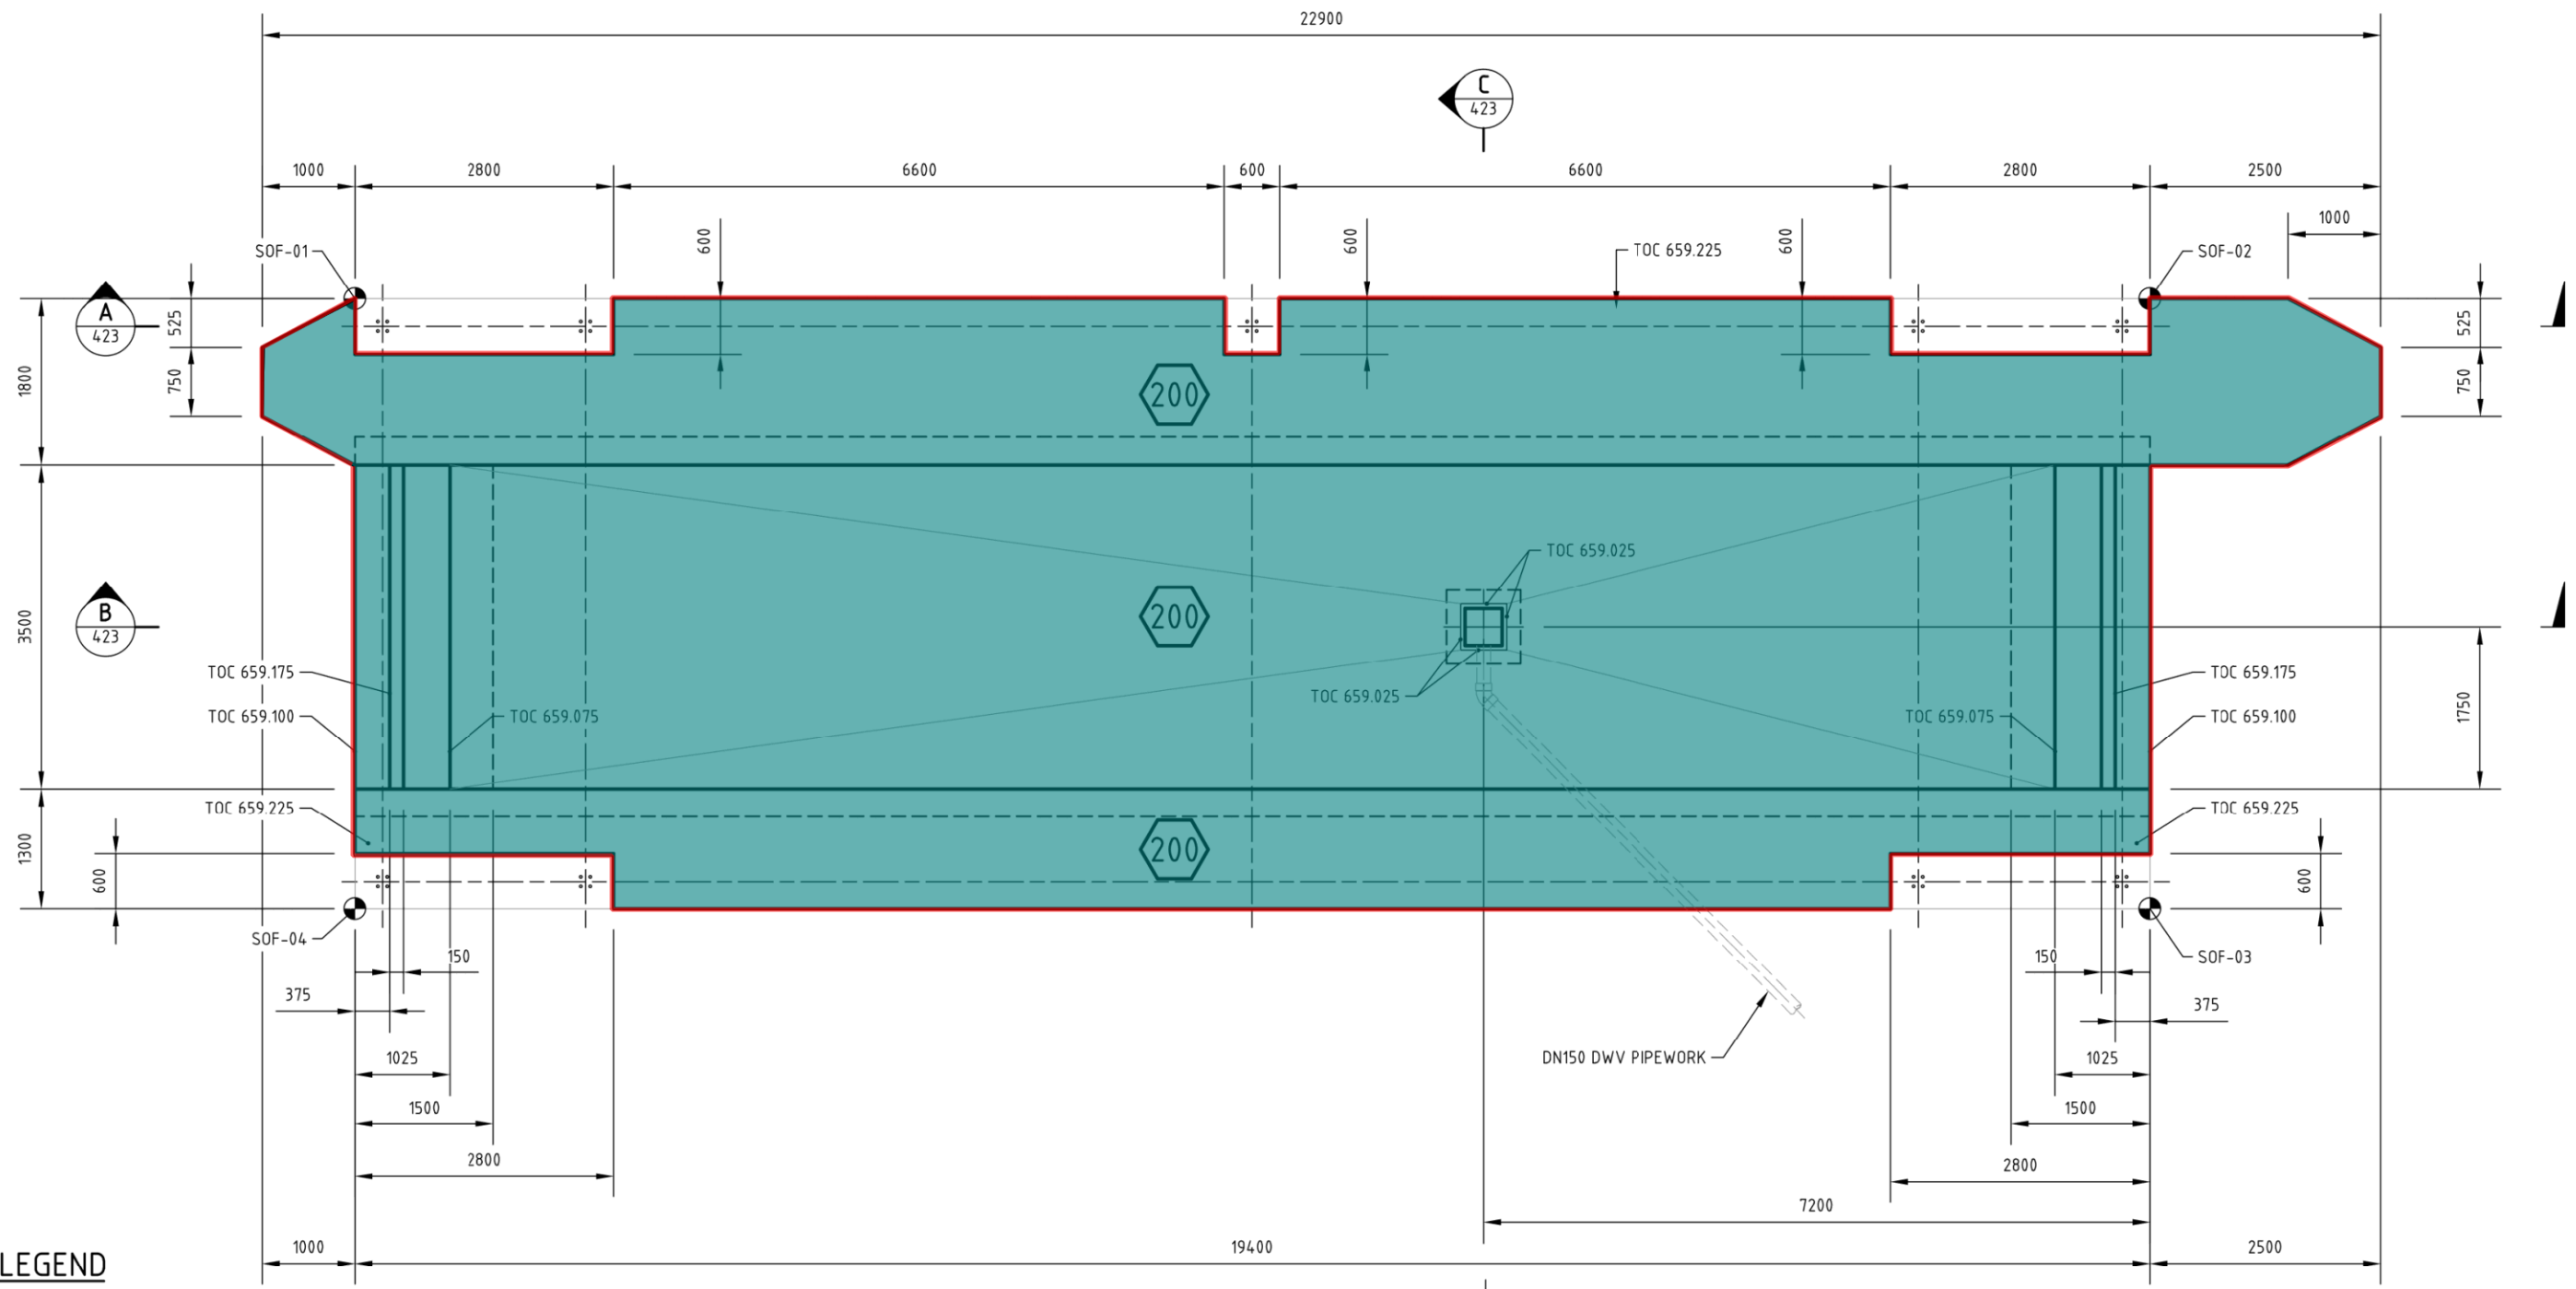 22900
C
423
1000
2800
6600
600
6600
2800
2500
1000
SOF-01
600
600
TOC 659.225
600
SOF-02
A
423
525
750
1800
525
750
200
B
423
3500
200
TOC 659.025
TOC 659.025
TOC 659.175
TOC 659.100
TOC 659.075
TOC 659.075
TOC 659.175
TOC 659.100
1750
TOC 659.225
1300
600
200
TOC 659.225
600
SOF-04
SOF-03
150
375
150
375
1025
DN150 DWV PIPEWORK
1025
1500
1500
2800
2800
7200
LEGEND
1000
19400
2500